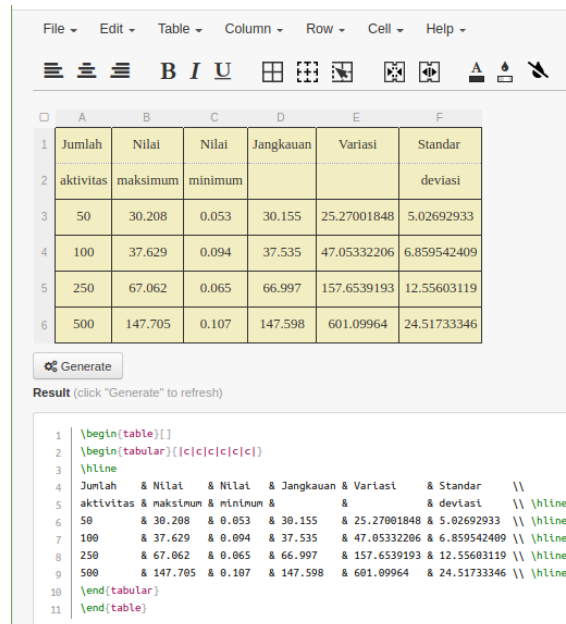 File Edit Table Column Row Cell Help
B I U A
A B C D E F
1 Jumlah Nilai Nilai Jangkauan Variasi Standar
2 aktivitas maksimum minimum deviasi
3 50 30.208 0.053 30.155 25.27001848 5.02692933
4 100 37.629 0.094 37.535 47.05332206 6.859542409
5 250 67.062 0.065 66.997 157.6539193 12.55603119
6 500 147.705 0.107 147.598 601.09964 24.51733346
Generate
Result (click "Generate" to refresh)
1 \begin{table}[]
2 \begin{tabular}{|c|c|c|c|c|c|}
3 \hline
4 Jumlah & Nilai & Nilai & Jangkauan & Variasi & Standar \\
5 aktivitas & maksimum & minimum & & & deviasi \\ \hline
6 50 & 30.208 & 0.053 & 30.155 & 25.27001848 & 5.02692933 \\ \hline
7 100 & 37.629 & 0.094 & 37.535 & 47.05332206 & 6.859542409 \\ \hline
8 250 & 67.062 & 0.065 & 66.997 & 157.6539193 & 12.55603119 \\ \hline
9 500 & 147.705 & 0.107 & 147.598 & 601.09964 & 24.51733346 \\ \hline
10 \end{tabular}
11 \end{table}